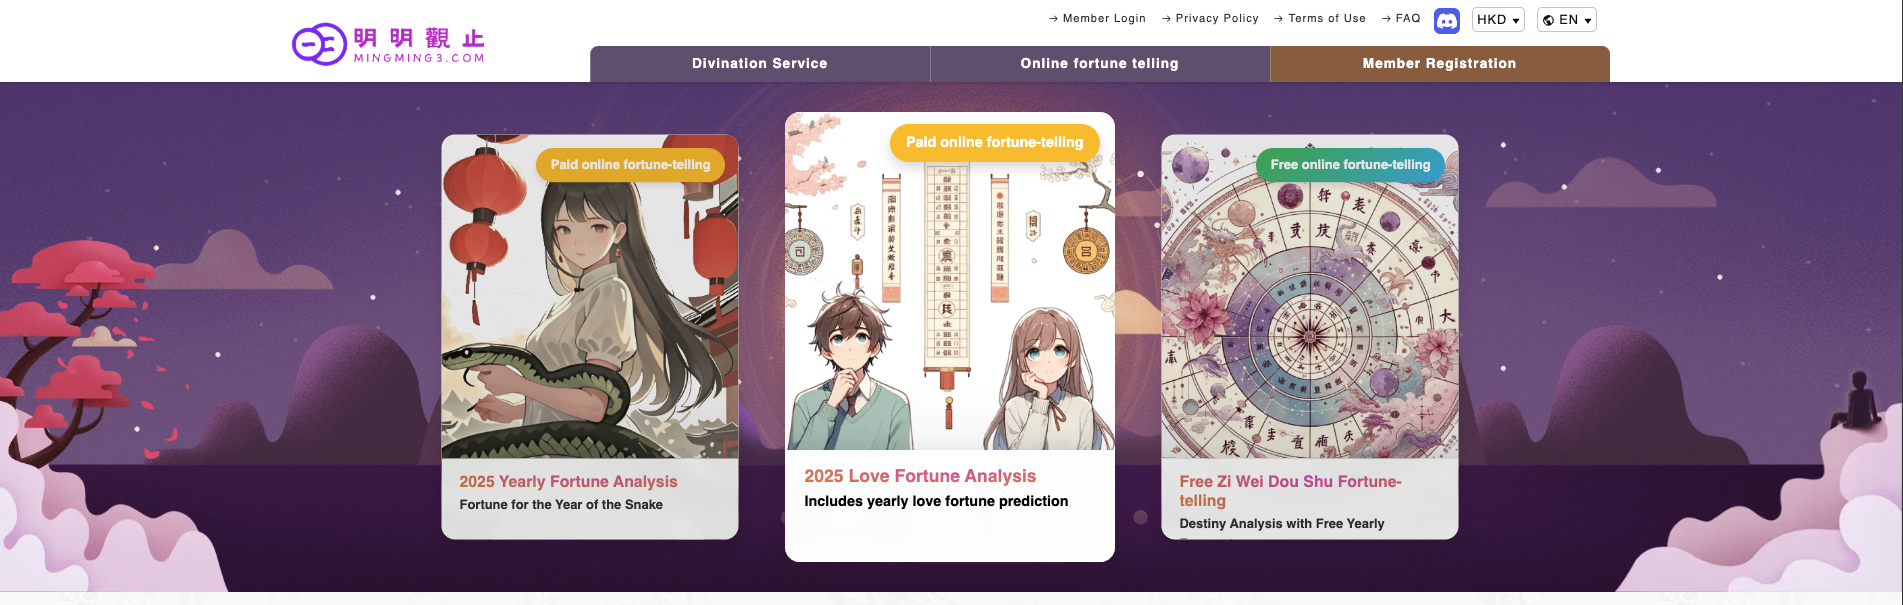 → Member Login → Privacy Policy → Terms of Use → FAQ HKD ▾ EN ▾
明明觀止
MINGMING3.COM
Divination Service Online fortune telling Member Registration
Paid online fortune-telling
2025 Yearly Fortune Analysis
Fortune for the Year of the Snake
Paid online fortune-telling
2025 Love Fortune Analysis
Includes yearly love fortune prediction
Free online fortune-telling
大
Free Zi Wei Dou Shu Fortune-
telling
Destiny Analysis with Free Yearly